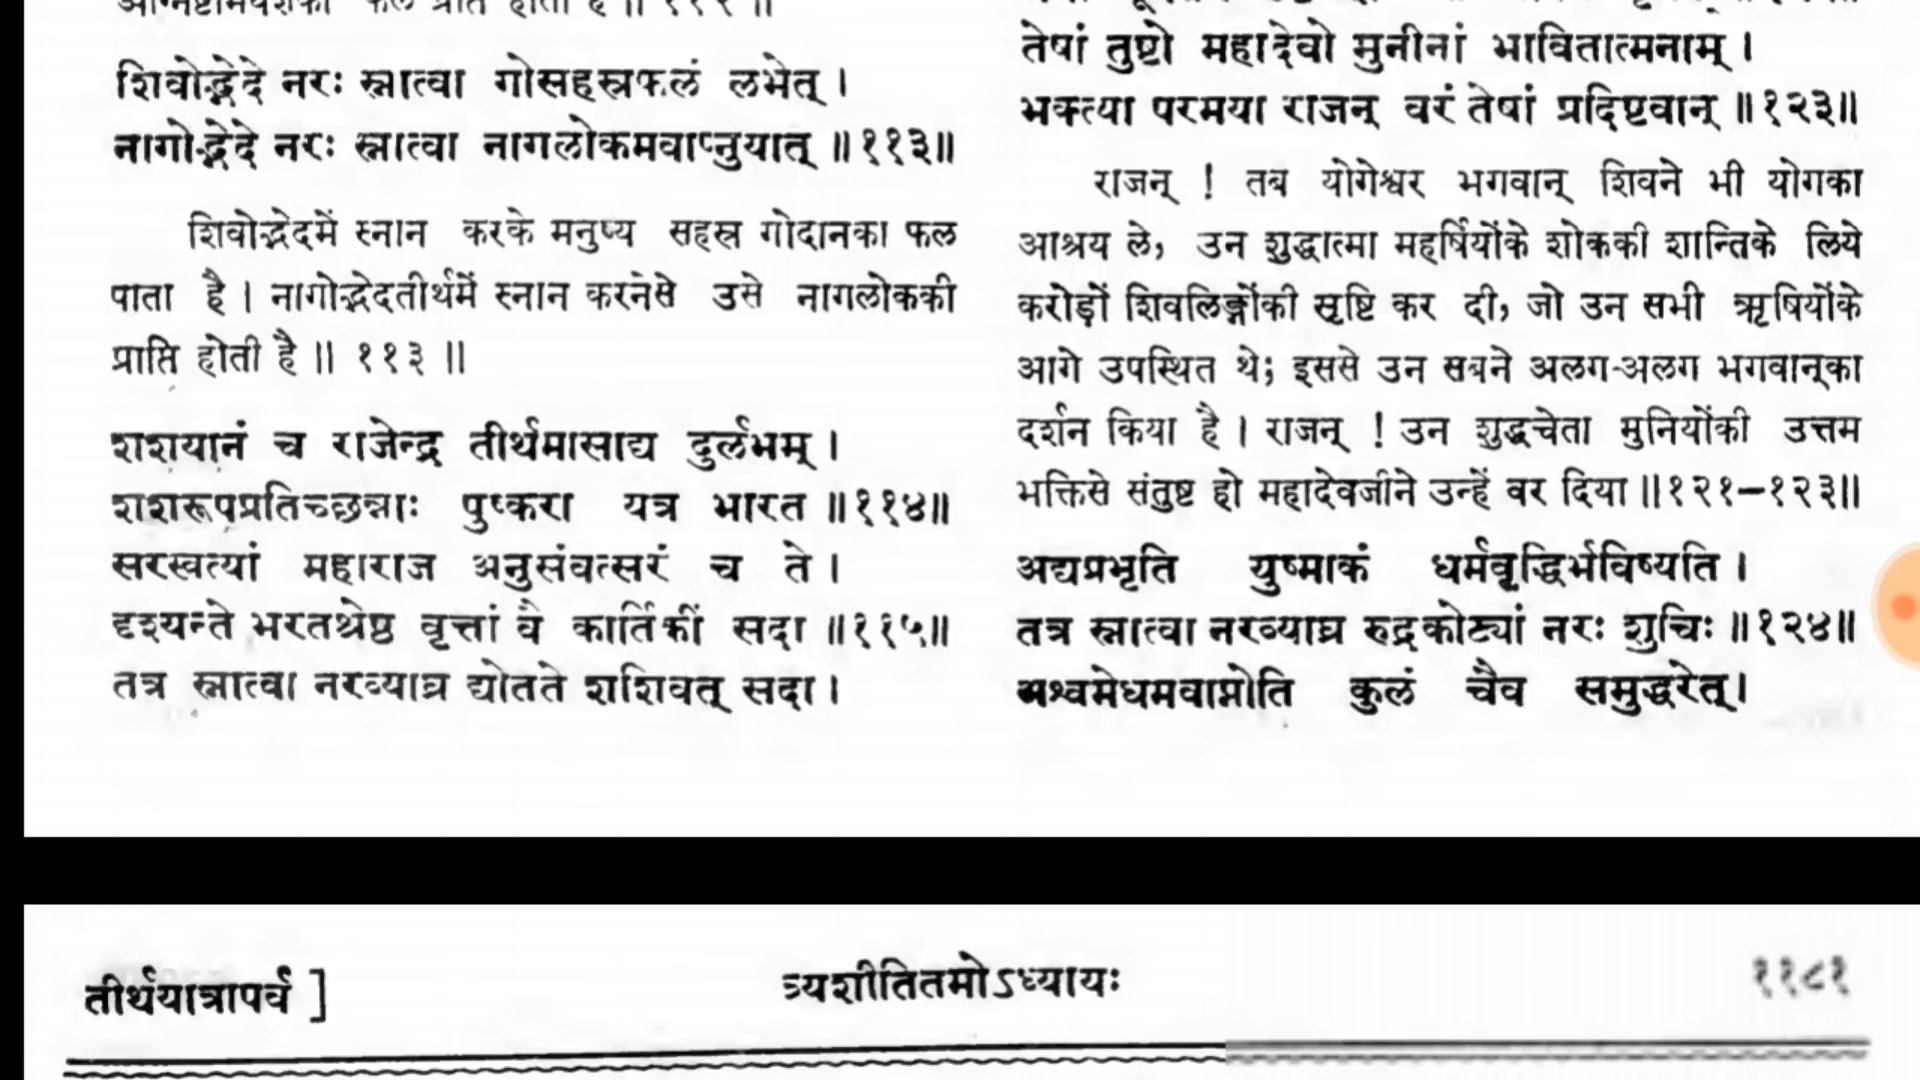 शिवोद्भेदे नरः स्नात्वा गोसहस्रफलं लभेत् ।
नागोद्भेदे नरः स्नात्वा नागलोकमवाप्नुयात् ॥११३॥
शिवोद्भेदमें स्नान करके मनुष्य सहस्र गोदानका फल
पाता है । नागोद्भेदतीर्थमें स्नान करनेसे उसे नागलोककी
प्राप्ति होती है ॥ ११३ ॥
शशयानं च राजेन्द्र तीर्थमासाद्य दुर्लभम् ।
शशरूपप्रतिच्छन्नाः पुष्करा यत्र भारत ॥११४॥
सरस्वत्यां महाराज अनुसंवत्सरं च ते ।
दृश्यन्ते भरतश्रेष्ठ वृत्तां वै कार्तिकीं सदा ॥११५॥
तत्र स्नात्वा नरव्याघ्र द्योतते शशिवत् सदा ।
तेषां तुष्टो महादेवो मुनीनां भावितात्मनाम् ।
भक्त्या परमया राजन् वरं तेषां प्रदिष्टवान् ॥१२३॥
राजन् ! तब योगेश्वर भगवान् शिवने भी योगका
आश्रय ले, उन शुद्धात्मा महर्षियोंके शोककी शान्तिके लिये
करोड़ों शिवलिङ्गोंकी सृष्टि कर दी, जो उन सभी ऋषियोंके
आगे उपस्थित थे; इससे उन सबने अलग-अलग भगवान्‌का
दर्शन किया है । राजन् ! उन शुद्धचेता मुनियोंकी उत्तम
भक्तिसे संतुष्ट हो महादेवजीने उन्हें वर दिया ॥१२१–१२३॥
अद्यप्रभृति युष्माकं धर्मवृद्धिर्भविष्यति ।
तत्र स्नात्वा नरव्याघ्र रुद्रकोट्यां नरः शुचिः ॥१२४॥
अश्वमेधमवाप्नोति कुलं चैव समुद्धरेत् ।
तीर्थयात्रापर्व ] त्र्यशीतितमोऽध्यायः ११८१